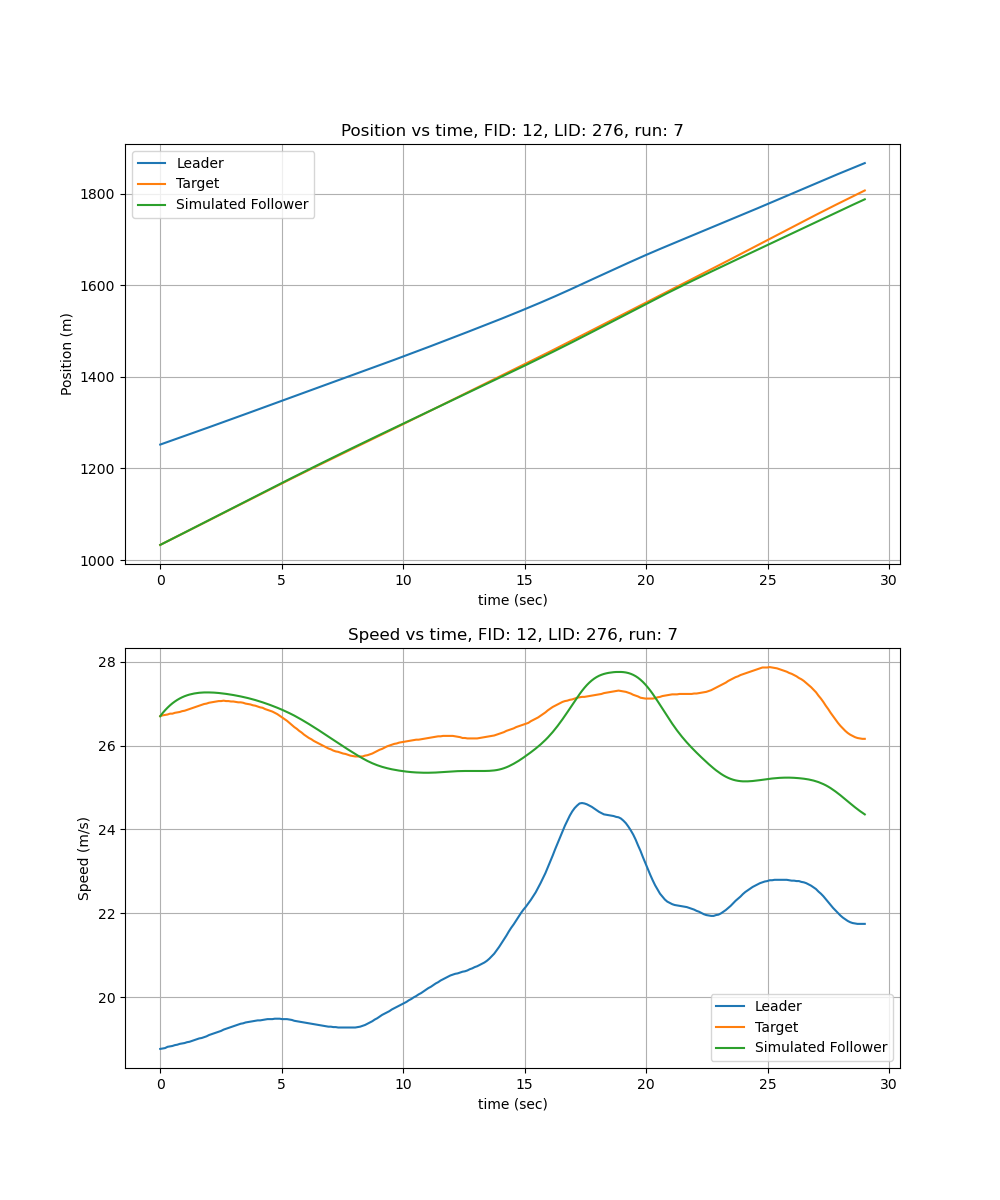 Position vs time, FID: 12, LID: 276, run: 7
Leader
Target
Simulated Follower
1800
1600
1400
1200
1000
Position (m)
0 5 10 15 20 25 30
time (sec)
Speed vs time, FID: 12, LID: 276, run: 7
28
26
24
22
20
Speed (m/s)
Leader
Target
Simulated Follower
0 5 10 15 20 25 30
time (sec)